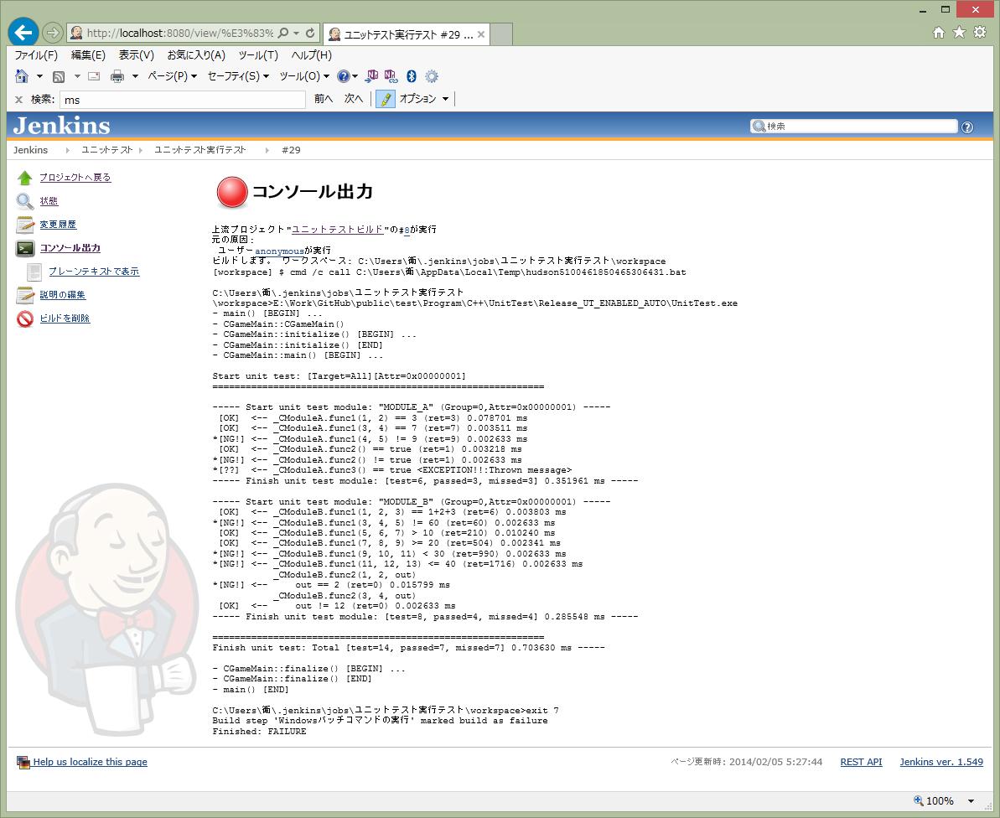 http://localhost:8080/view/%E3%83%
ユニットテスト実行テスト #29 ...
ファイル(F) 編集(E) 表示(V) お気に入り(A) ツール(T) ヘルプ(H)
ページ(P) セーフティ(S) ツール(O)
検索: ms 前へ 次へ オプション
Jenkins
検索
Jenkins ユニットテスト ユニットテスト実行テスト #29
プロジェクトへ戻る
状態
変更履歴
コンソール出力
プレーンテキストで表示
説明の編集
ビルドを削除
コンソール出力
上流プロジェクト"ユニットテストビルド"の#8が実行
元の原因:
ユーザーanonymousが実行
ビルドします。 ワークスペース: C:\Users\衛\.jenkins\jobs\ユニットテスト実行テスト\workspace
[workspace] $ cmd /c call C:\Users\衛\AppData\Local\Temp\hudson5100461850465306431.bat
C:\Users\衛\.jenkins\jobs\ユニットテスト実行テスト
\workspace>E:\Work\GitHub\public\test\Program\C++\UnitTest\Release_UT_ENABLED_AUTO\UnitTest.exe
- main() [BEGIN] ...
- CGameMain::CGameMain()
- CGameMain::initialize() [BEGIN] ...
- CGameMain::initialize() [END]
- CGameMain::main() [BEGIN] ...
Start unit test: [Target=All][Attr=0x00000001]
============================================================
----- Start unit test module: "MODULE_A" (Group=0,Attr=0x00000001) -----
[OK] <-- _CModuleA.func1(1, 2) == 3 (ret=3) 0.078701 ms
[OK] <-- _CModuleA.func1(3, 4) == 7 (ret=7) 0.003511 ms
*[NG!] <-- _CModuleA.func1(4, 5) != 9 (ret=9) 0.002633 ms
[OK] <-- _CModuleA.func2() == true (ret=1) 0.003218 ms
*[NG!] <-- _CModuleA.func2() != true (ret=1) 0.002633 ms
*[??] <-- _CModuleA.func3() == true <EXCEPTION!!:Thrown message>
----- Finish unit test module: [test=6, passed=3, missed=3] 0.351961 ms -----
----- Start unit test module: "MODULE_B" (Group=0,Attr=0x00000001) -----
[OK] <-- _CModuleB.func1(1, 2, 3) == 1+2+3 (ret=6) 0.003803 ms
*[NG!] <-- _CModuleB.func1(3, 4, 5) != 60 (ret=60) 0.002633 ms
[OK] <-- _CModuleB.func1(5, 6, 7) > 10 (ret=210) 0.010240 ms
[OK] <-- _CModuleB.func1(7, 8, 9) >= 20 (ret=504) 0.002341 ms
*[NG!] <-- _CModuleB.func1(9, 10, 11) < 30 (ret=990) 0.002633 ms
*[NG!] <-- _CModuleB.func1(11, 12, 13) <= 40 (ret=1716) 0.002633 ms
_CModuleB.func2(1, 2, out)
*[NG!] <-- out == 2 (ret=0) 0.015799 ms
_CModuleB.func2(3, 4, out)
[OK] <-- out != 12 (ret=0) 0.002633 ms
----- Finish unit test module: [test=8, passed=4, missed=4] 0.285548 ms -----
============================================================
Finish unit test: Total [test=14, passed=7, missed=7] 0.703630 ms -----
- CGameMain::finalize() [BEGIN] ...
- CGameMain::finalize() [END]
- main() [END]
C:\Users\衛\.jenkins\jobs\ユニットテスト実行テスト\workspace>exit 7
Build step 'Windowsバッチコマンドの実行' marked build as failure
Finished: FAILURE
Help us localize this page ページ更新時: 2014/02/05 5:27:44 REST API Jenkins ver. 1.549
100%